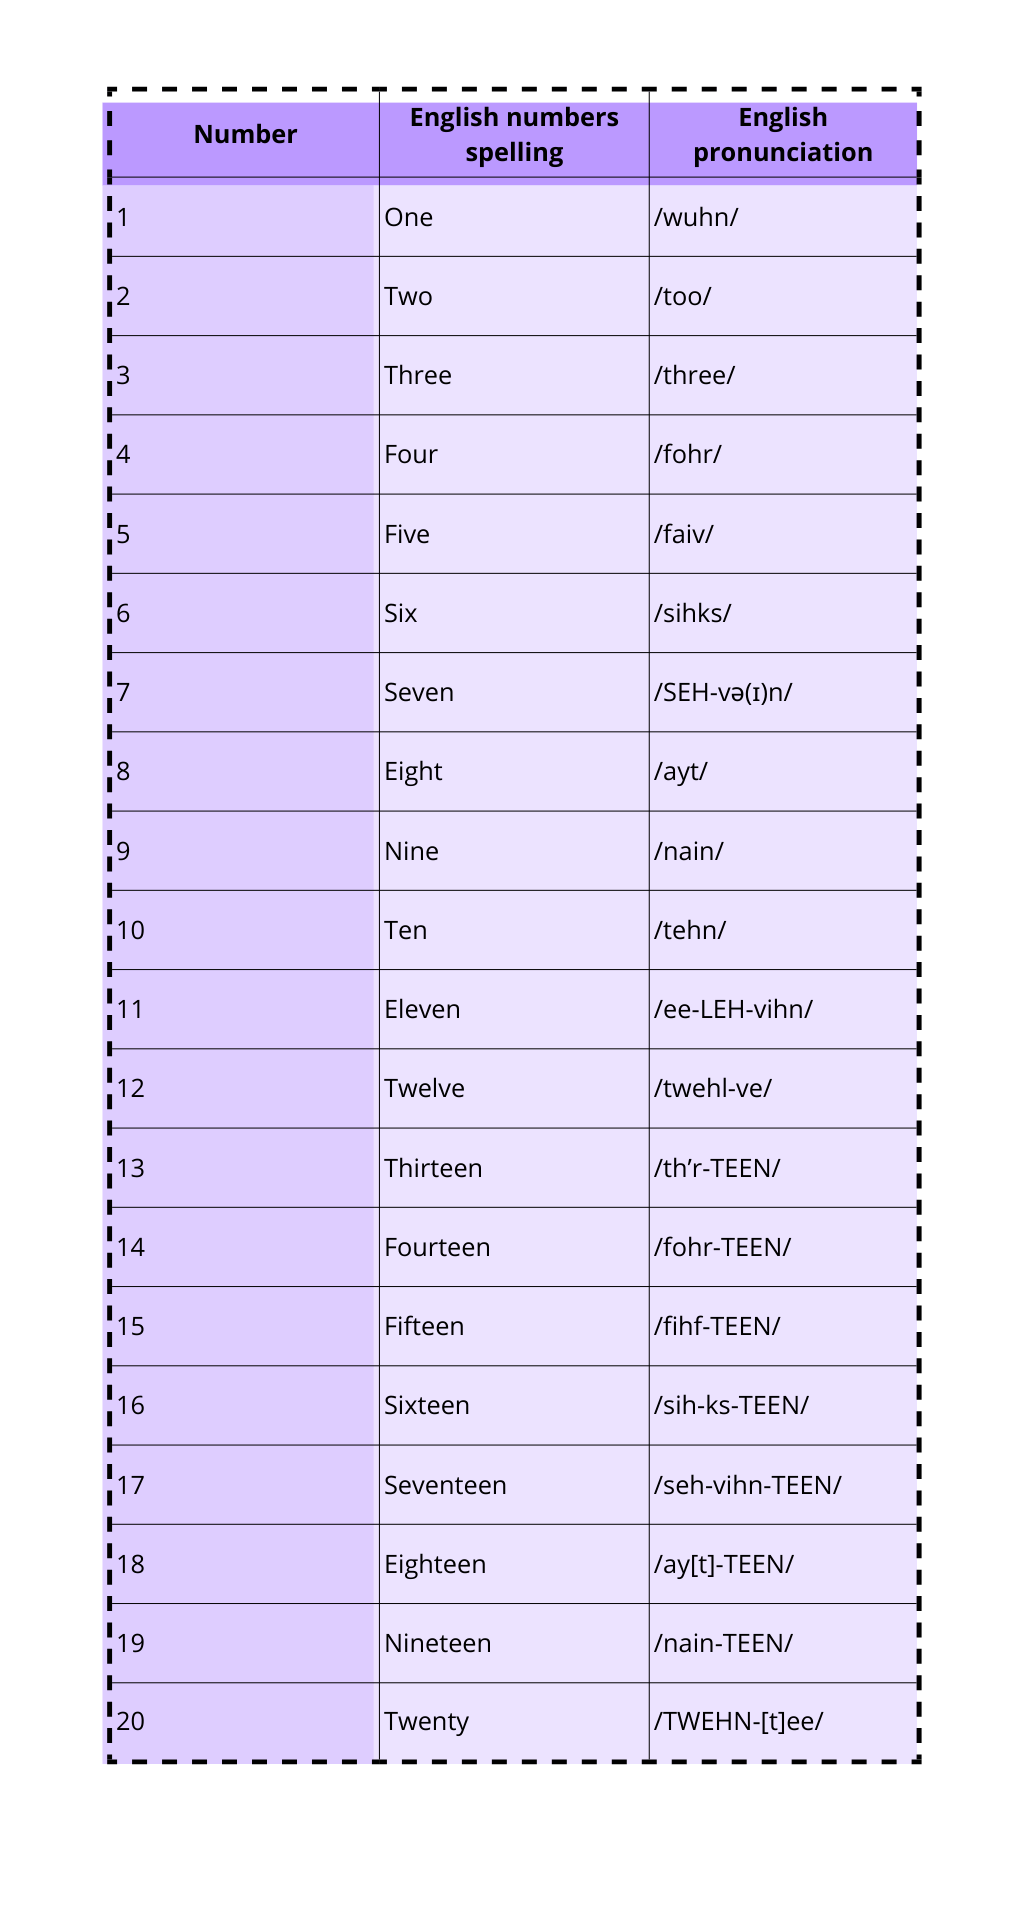 Number English numbers spelling English pronunciation
1 One /wuhn/
2 Two /too/
3 Three /three/
4 Four /fohr/
5 Five /faiv/
6 Six /sihks/
7 Seven /SEH-və(ɪ)n/
8 Eight /ayt/
9 Nine /nain/
10 Ten /tehn/
11 Eleven /ee-LEH-vihn/
12 Twelve /twehl-ve/
13 Thirteen /th’r-TEEN/
14 Fourteen /fohr-TEEN/
15 Fifteen /fihf-TEEN/
16 Sixteen /sih-ks-TEEN/
17 Seventeen /seh-vihn-TEEN/
18 Eighteen /ay[t]-TEEN/
19 Nineteen /nain-TEEN/
20 Twenty /TWEHN-[t]ee/